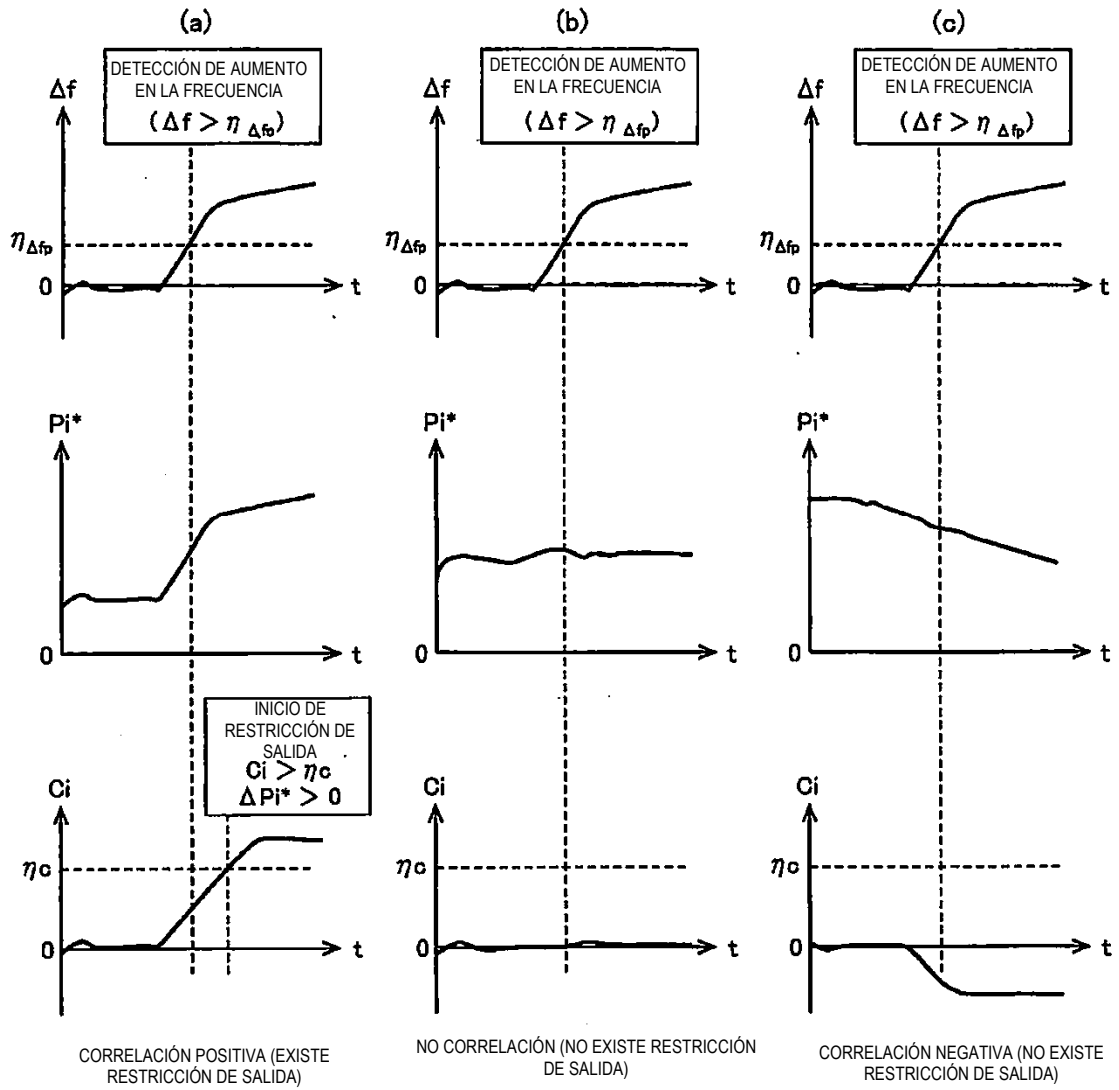 (a)
DETECCIÓN DE AUMENTO
EN LA FRECUENCIA
(Δf > η Δfp)
Δf
ηΔfp
0
t
Pi*
0
t
INICIO DE
RESTRICCIÓN DE
SALIDA
Ci > ηc
ΔPi* > 0
Ci
ηc
0
t
CORRELACIÓN POSITIVA (EXISTE
RESTRICCIÓN DE SALIDA)
(b)
DETECCIÓN DE AUMENTO
EN LA FRECUENCIA
(Δf > η Δfp)
Δf
ηΔfp
0
t
Pi*
0
t
Ci
ηc
0
t
NO CORRELACIÓN (NO EXISTE RESTRICCIÓN
DE SALIDA)
(c)
DETECCIÓN DE AUMENTO
EN LA FRECUENCIA
(Δf > η Δfp)
Δf
ηΔfp
0
t
Pi*
0
t
Ci
ηc
0
t
CORRELACIÓN NEGATIVA (NO EXISTE
RESTRICCIÓN DE SALIDA)